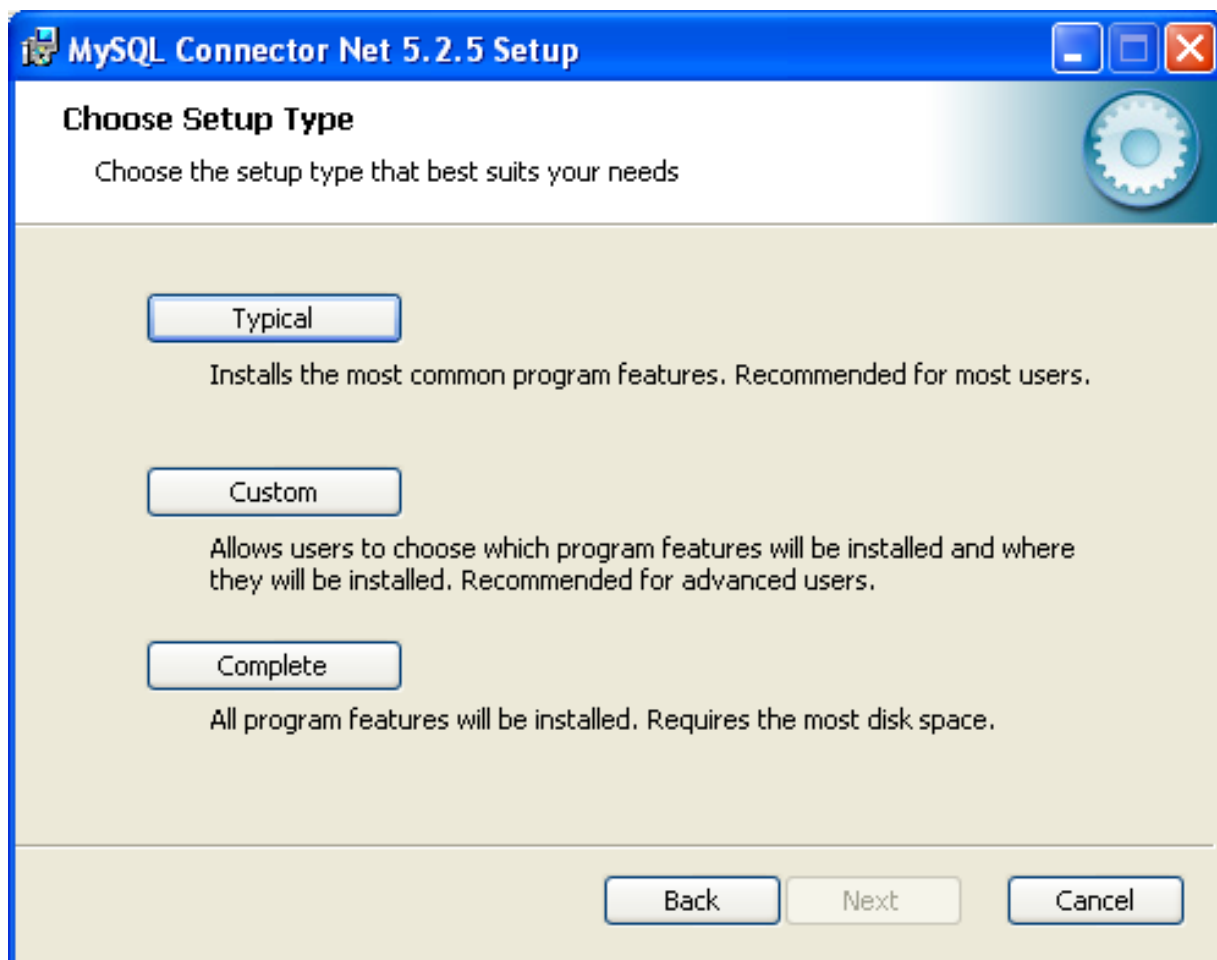 MySQL Connector Net 5.2.5 Setup
Choose Setup Type
Choose the setup type that best suits your needs
Typical
Installs the most common program features. Recommended for most users.
Custom
Allows users to choose which program features will be installed and where
they will be installed. Recommended for advanced users.
Complete
All program features will be installed. Requires the most disk space.
Back Next Cancel